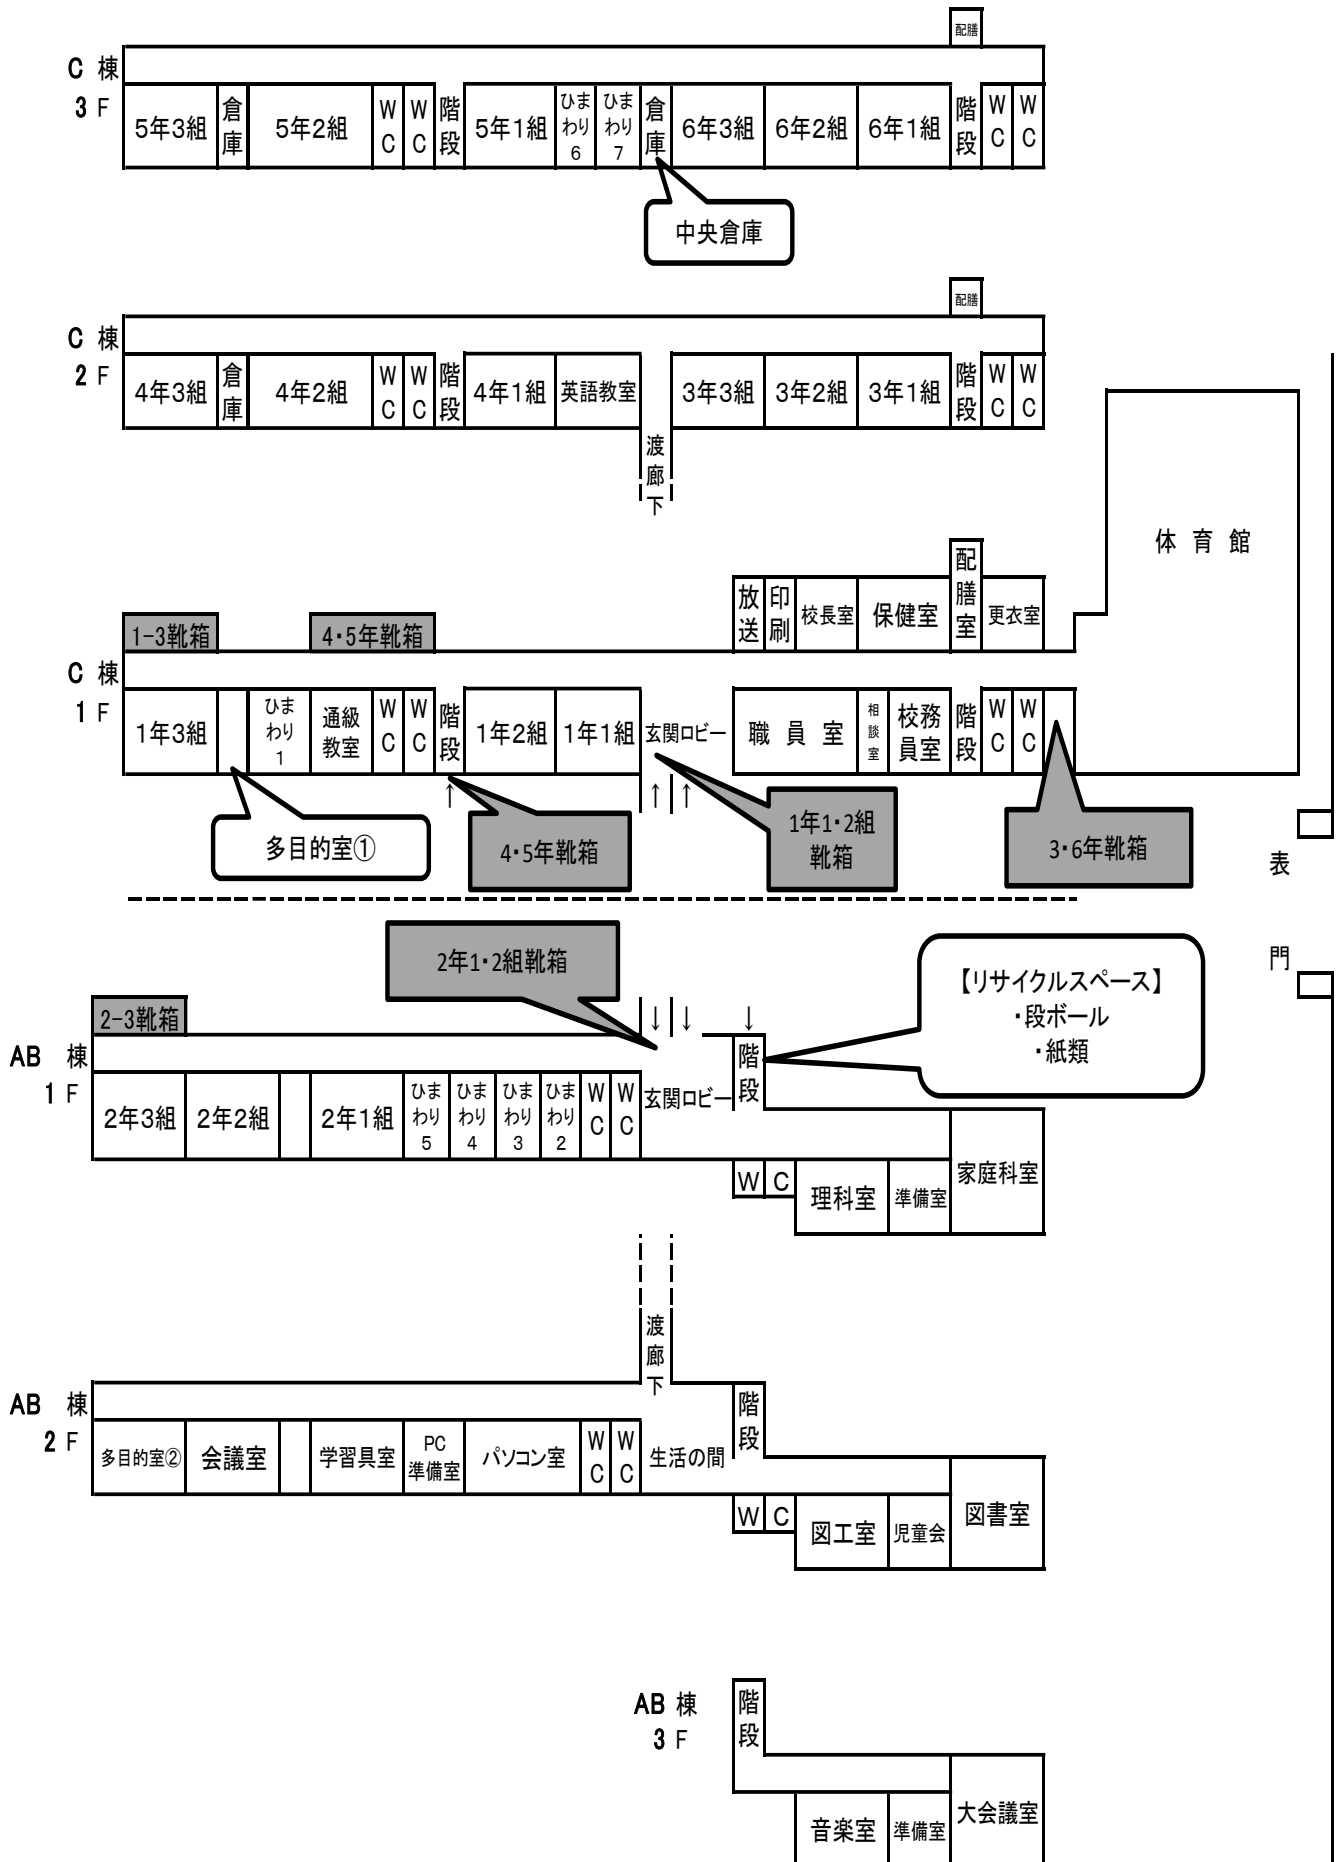 配膳
C 棟
3 F
5年3組
倉庫
5年2組
WC
WC
階段
5年1組
ひまわり6
ひまわり7
倉庫
6年3組
6年2組
6年1組
階段
WC
WC
中央倉庫
配膳
C 棟
2 F
4年3組
倉庫
4年2組
WC
WC
階段
4年1組
英語教室
3年3組
3年2組
3年1組
階段
WC
WC
渡廊下
体 育 館
放送
印刷
校長室
保健室
配膳室
更衣室
1-3靴箱
4・5年靴箱
C 棟
1 F
1年3組
ひまわり1
通級教室
WC
WC
階段
1年2組
1年1組
玄関ロビー
職 員 室
相談室
校務員室
階段
WC
WC
↑
↑ ↑
多目的室①
4・5年靴箱
1年1・2組
靴箱
3・6年靴箱
表
門
2年1・2組靴箱
【リサイクルスペース】
・段ボール
・紙類
2-3靴箱
↓ ↓
↓
AB 棟
1 F
2年3組
2年2組
2年1組
ひまわり5
ひまわり4
ひまわり3
ひまわり2
WC
WC
玄関ロビー
階段
W C
理科室
準備室
家庭科室
渡廊下
AB 棟
2 F
多目的室②
会議室
学習具室
PC
準備室
パソコン室
WC
WC
生活の間
階段
W C
図工室
児童会
図書室
AB 棟
3 F
階段
音楽室
準備室
大会議室